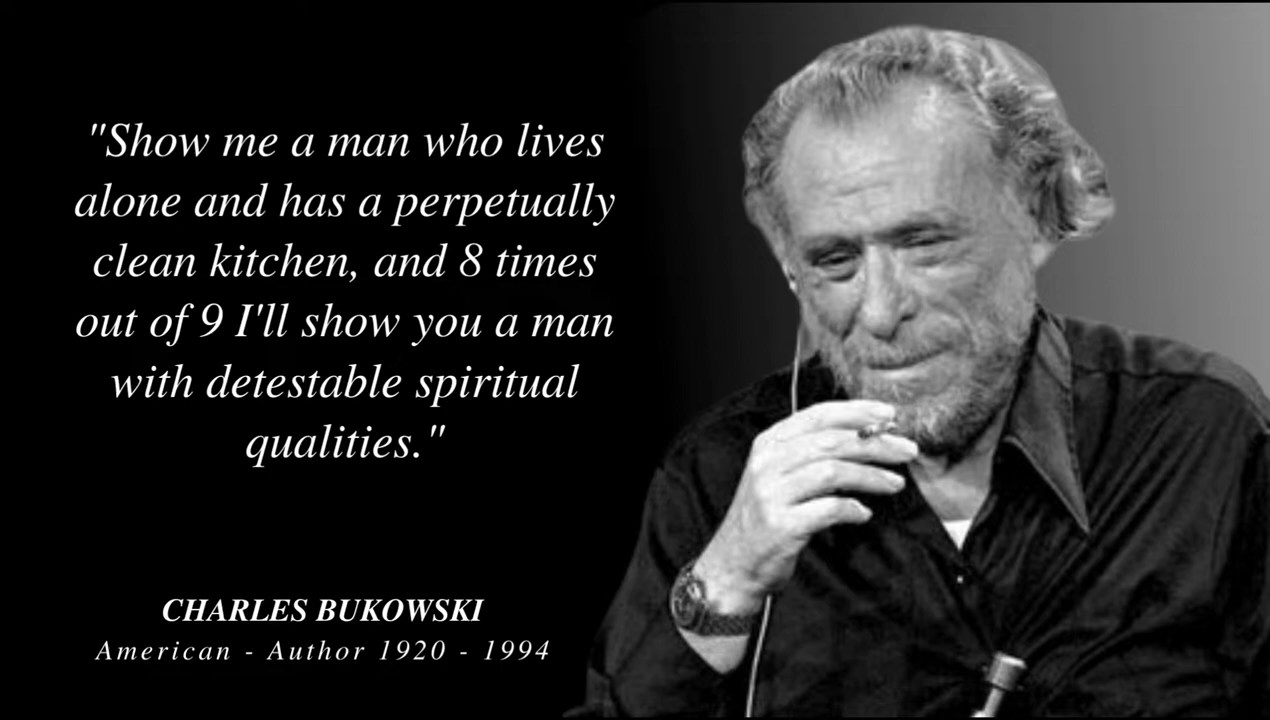 "Show me a man who lives
alone and has a perpetually
clean kitchen, and 8 times
out of 9 I'll show you a man
with detestable spiritual
qualities."
CHARLES BUKOWSKI
American - Author 1920 - 1994